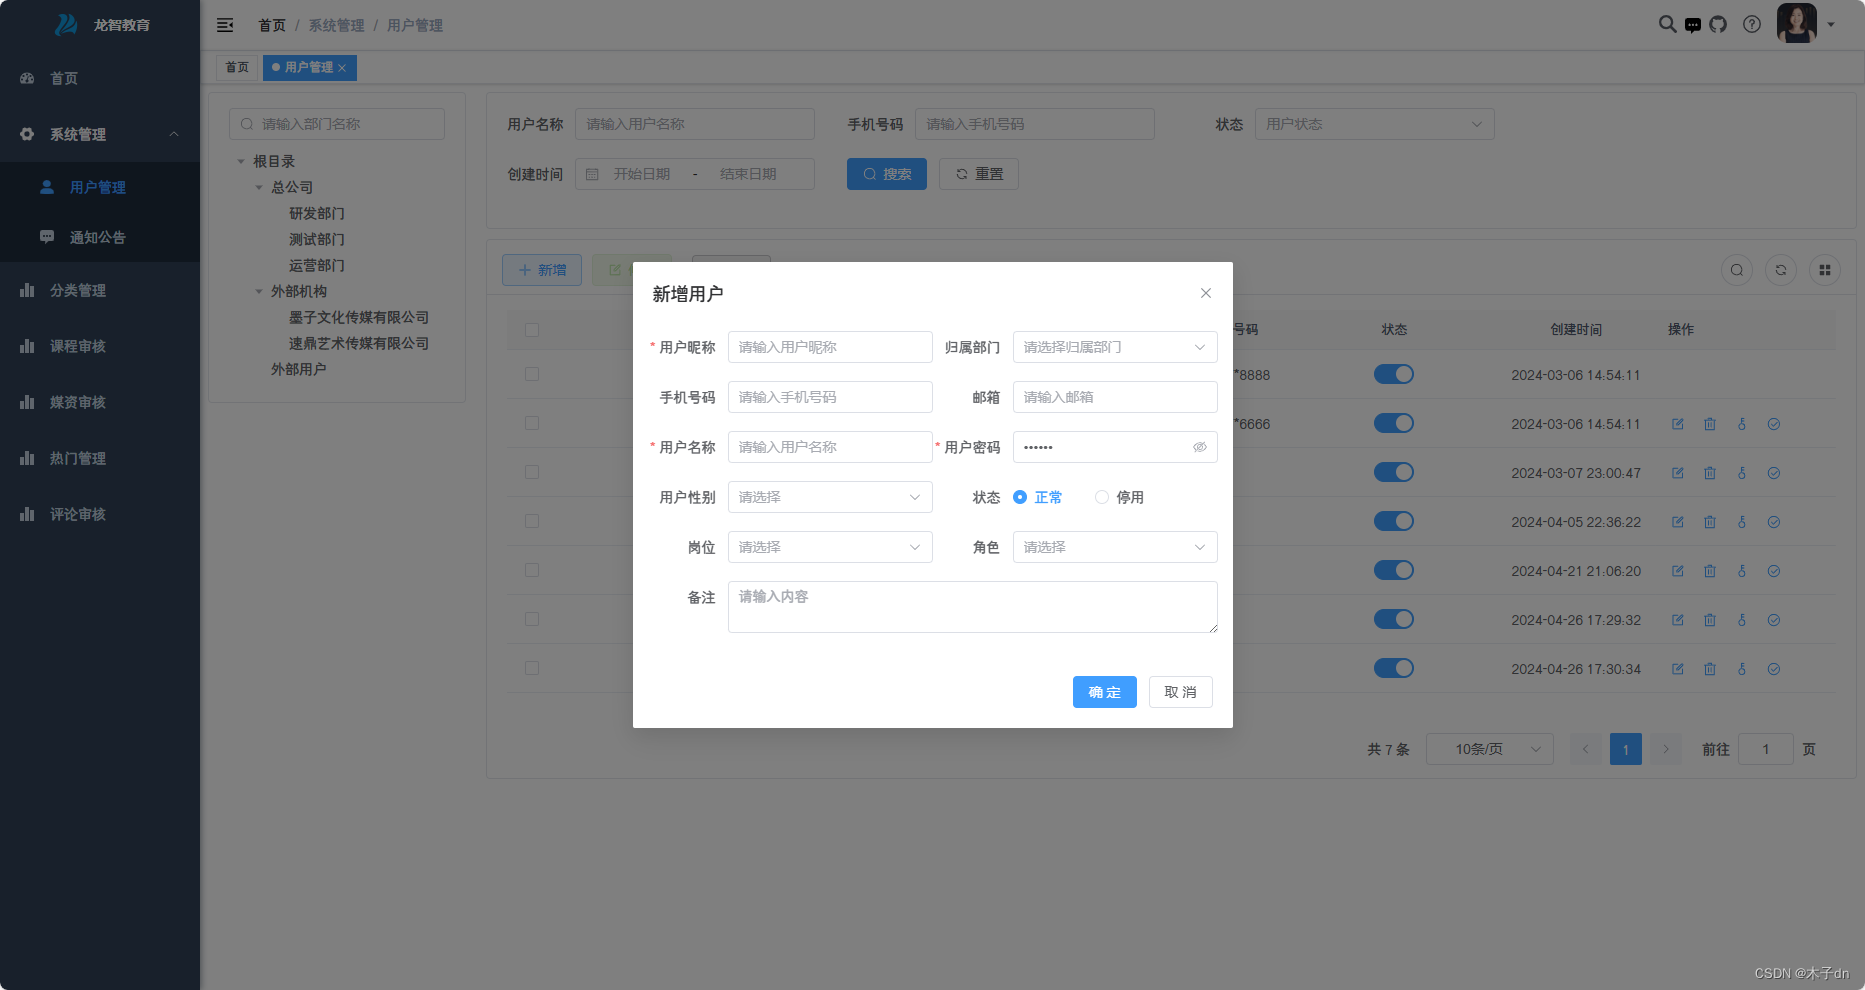 龙智教育
首页 / 系统管理 / 用户管理
首页
用户管理
首页
系统管理
用户管理
通知公告
分类管理
课程审核
媒资审核
热门管理
评论审核
请输入部门名称
根目录
总公司
研发部门
测试部门
运营部门
外部机构
墨子文化传媒有限公司
速鼎艺术传媒有限公司
外部用户
用户名称 请输入用户名称 手机号码 请输入手机号码 状态 用户状态
创建时间 开始日期 - 结束日期 搜索 重置
新增
号码 状态 创建时间 操作
*8888 2024-03-06 14:54:11
*6666 2024-03-06 14:54:11
2024-03-07 23:00:47
2024-04-05 22:36:22
2024-04-21 21:06:20
2024-04-26 17:29:32
2024-04-26 17:30:34
共 7 条 10条/页 1 前往 1 页
新增用户
* 用户昵称 请输入用户昵称 归属部门 请选择归属部门
手机号码 请输入手机号码 邮箱 请输入邮箱
* 用户名称 请输入用户名称 * 用户密码 ••••••
用户性别 请选择 状态 正常 停用
岗位 请选择 角色 请选择
备注 请输入内容
确 定 取 消
CSDN @木子dn